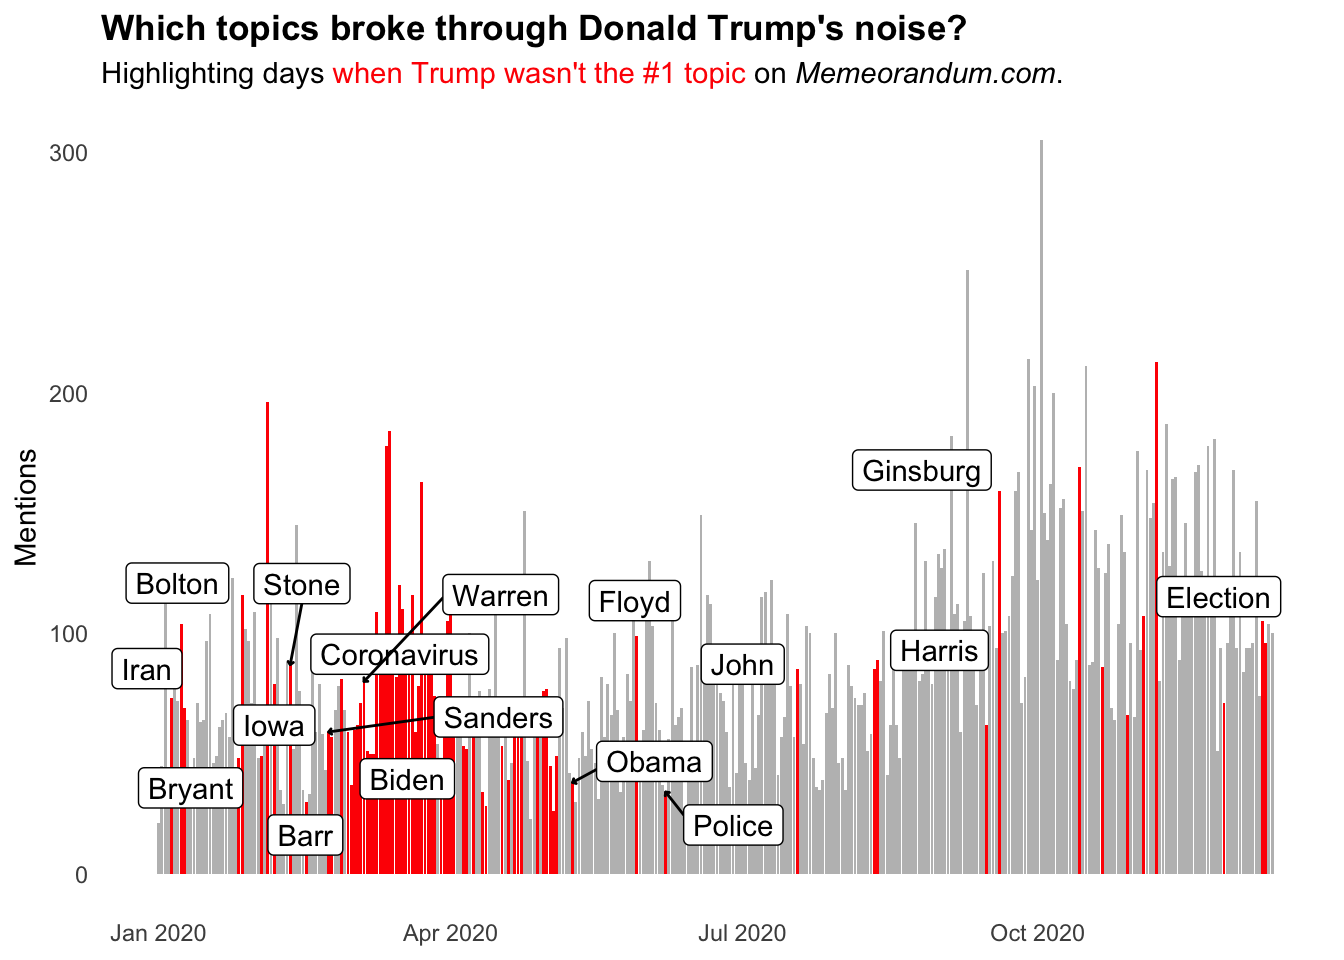 Which topics broke through Donald Trump's noise?
Highlighting days when Trump wasn't the #1 topic on Memeorandum.com.
300
200
100
0
Mentions
Ginsburg
Bolton
Stone
Warren
Floyd
Election
Coronavirus
Iran
John
Harris
Iowa
Sanders
Obama
Bryant
Biden
Police
Barr
Jan 2020
Apr 2020
Jul 2020
Oct 2020